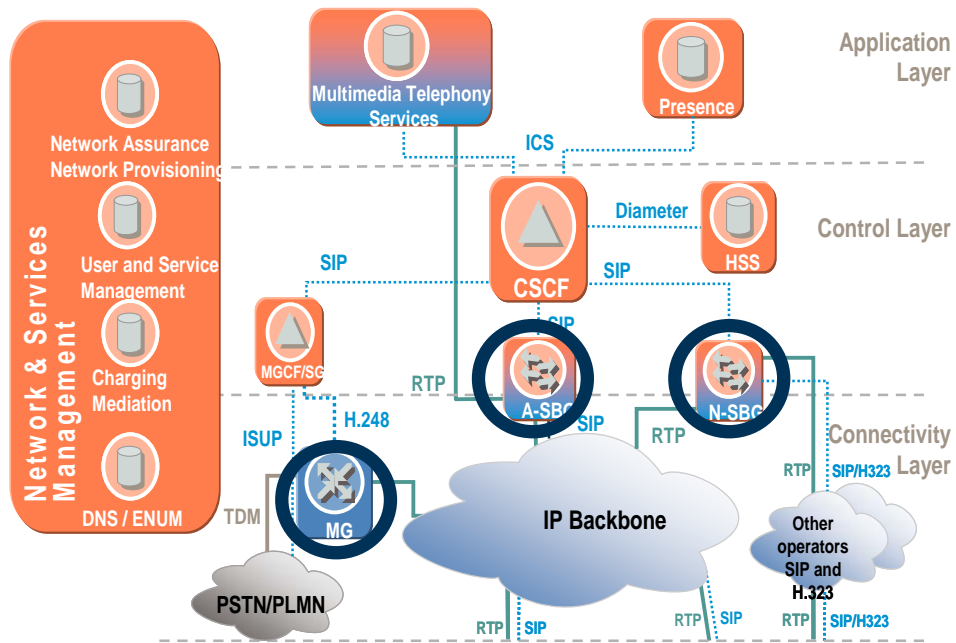 Application
Layer
Multimedia Telephony
Services
Presence
Network Assurance
Network Provisioning
ICS
CSCF
Diameter
HSS
Control Layer
User and Service
Management
SIP
SIP
SIP
MGCF/SG
Network & Services
Management
Charging
Mediation
RTP
A-SBG
N-SBG
ISUP
H.248
SIP
RTP
Connectivity
Layer
RTP
SIP/H323
DNS / ENUM
TDM
MG
IP Backbone
Other
operators
SIP and
H.323
PSTN/PLMN
RTP
SIP
RTP
SIP
RTP
SIP/H323